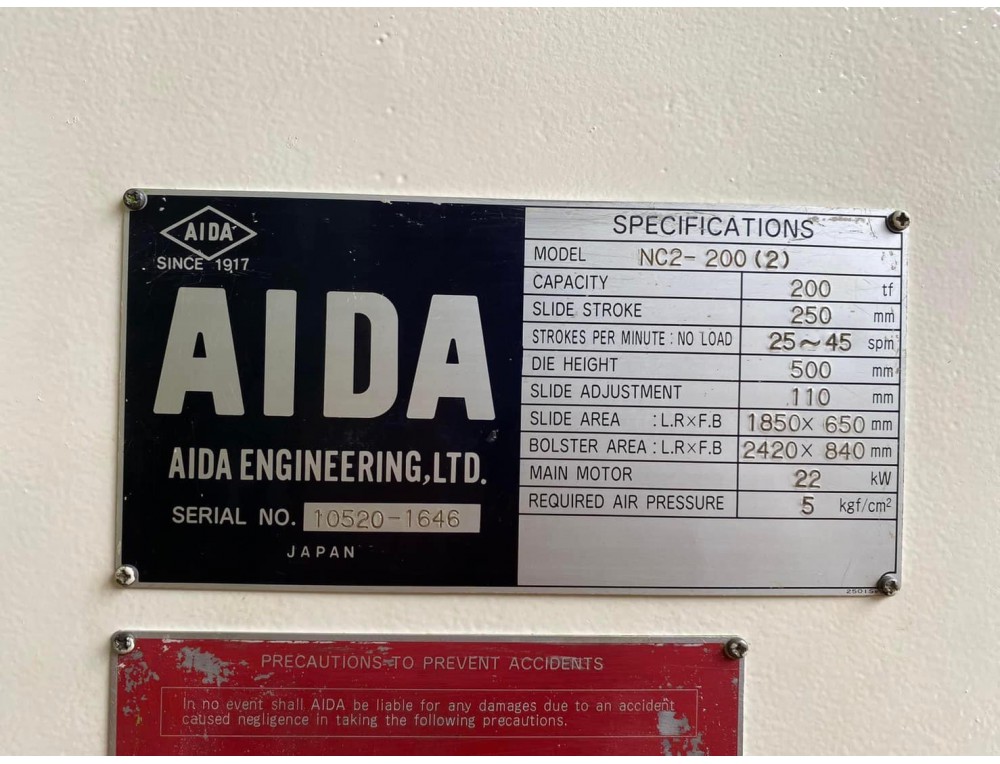 AIDA
SINCE 1917
AIDA
AIDA ENGINEERING,LTD.
SERIAL NO. 10520-1646
JAPAN
SPECIFICATIONS
MODEL NC2-200(2)
CAPACITY 200 tf
SLIDE STROKE 250 mm
STROKES PER MINUTE : NO LOAD 25~45 spm
DIE HEIGHT 500 mm
SLIDE ADJUSTMENT 110 mm
SLIDE AREA : L.R×F.B 1850× 650 mm
BOLSTER AREA : L.R×F.B 2420× 840 mm
MAIN MOTOR 22 kW
REQUIRED AIR PRESSURE 5 kgf/cm²
PRECAUTIONS TO PREVENT ACCIDENTS
In no event shall AIDA be liable for any damages due to an accident
caused negligence in taking the following precautions.